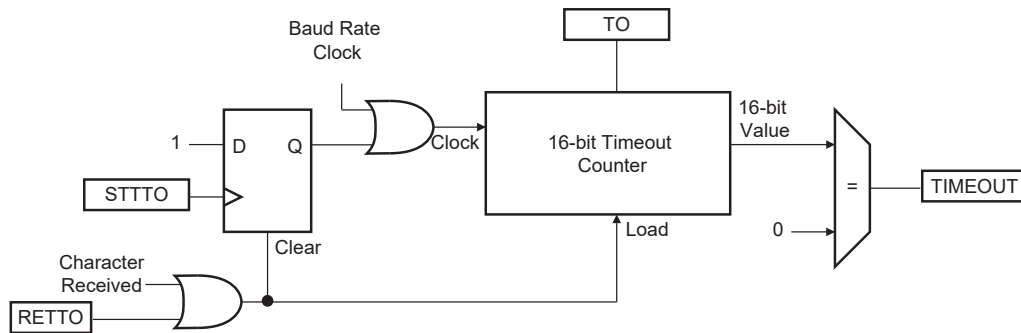 Baud Rate
Clock
TO
1
D
Q
Clock
16-bit Timeout
Counter
16-bit
Value
=
TIMEOUT
STTTO
Clear
Load
0
Character
Received
RETTO